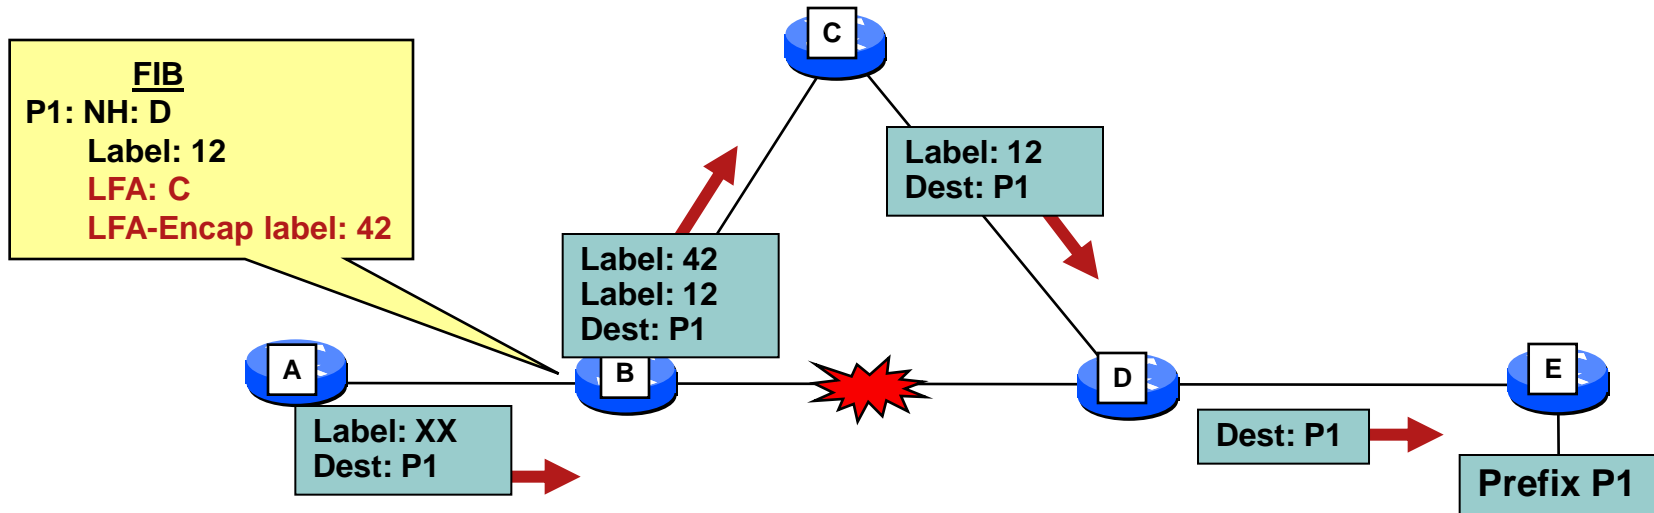 FIB
P1: NH: D
Label: 12
LFA: C
LFA-Encap label: 42
C
Label: 12
Dest: P1
Label: 42
Label: 12
Dest: P1
A
B
D
E
Label: XX
Dest: P1
Dest: P1
Prefix P1